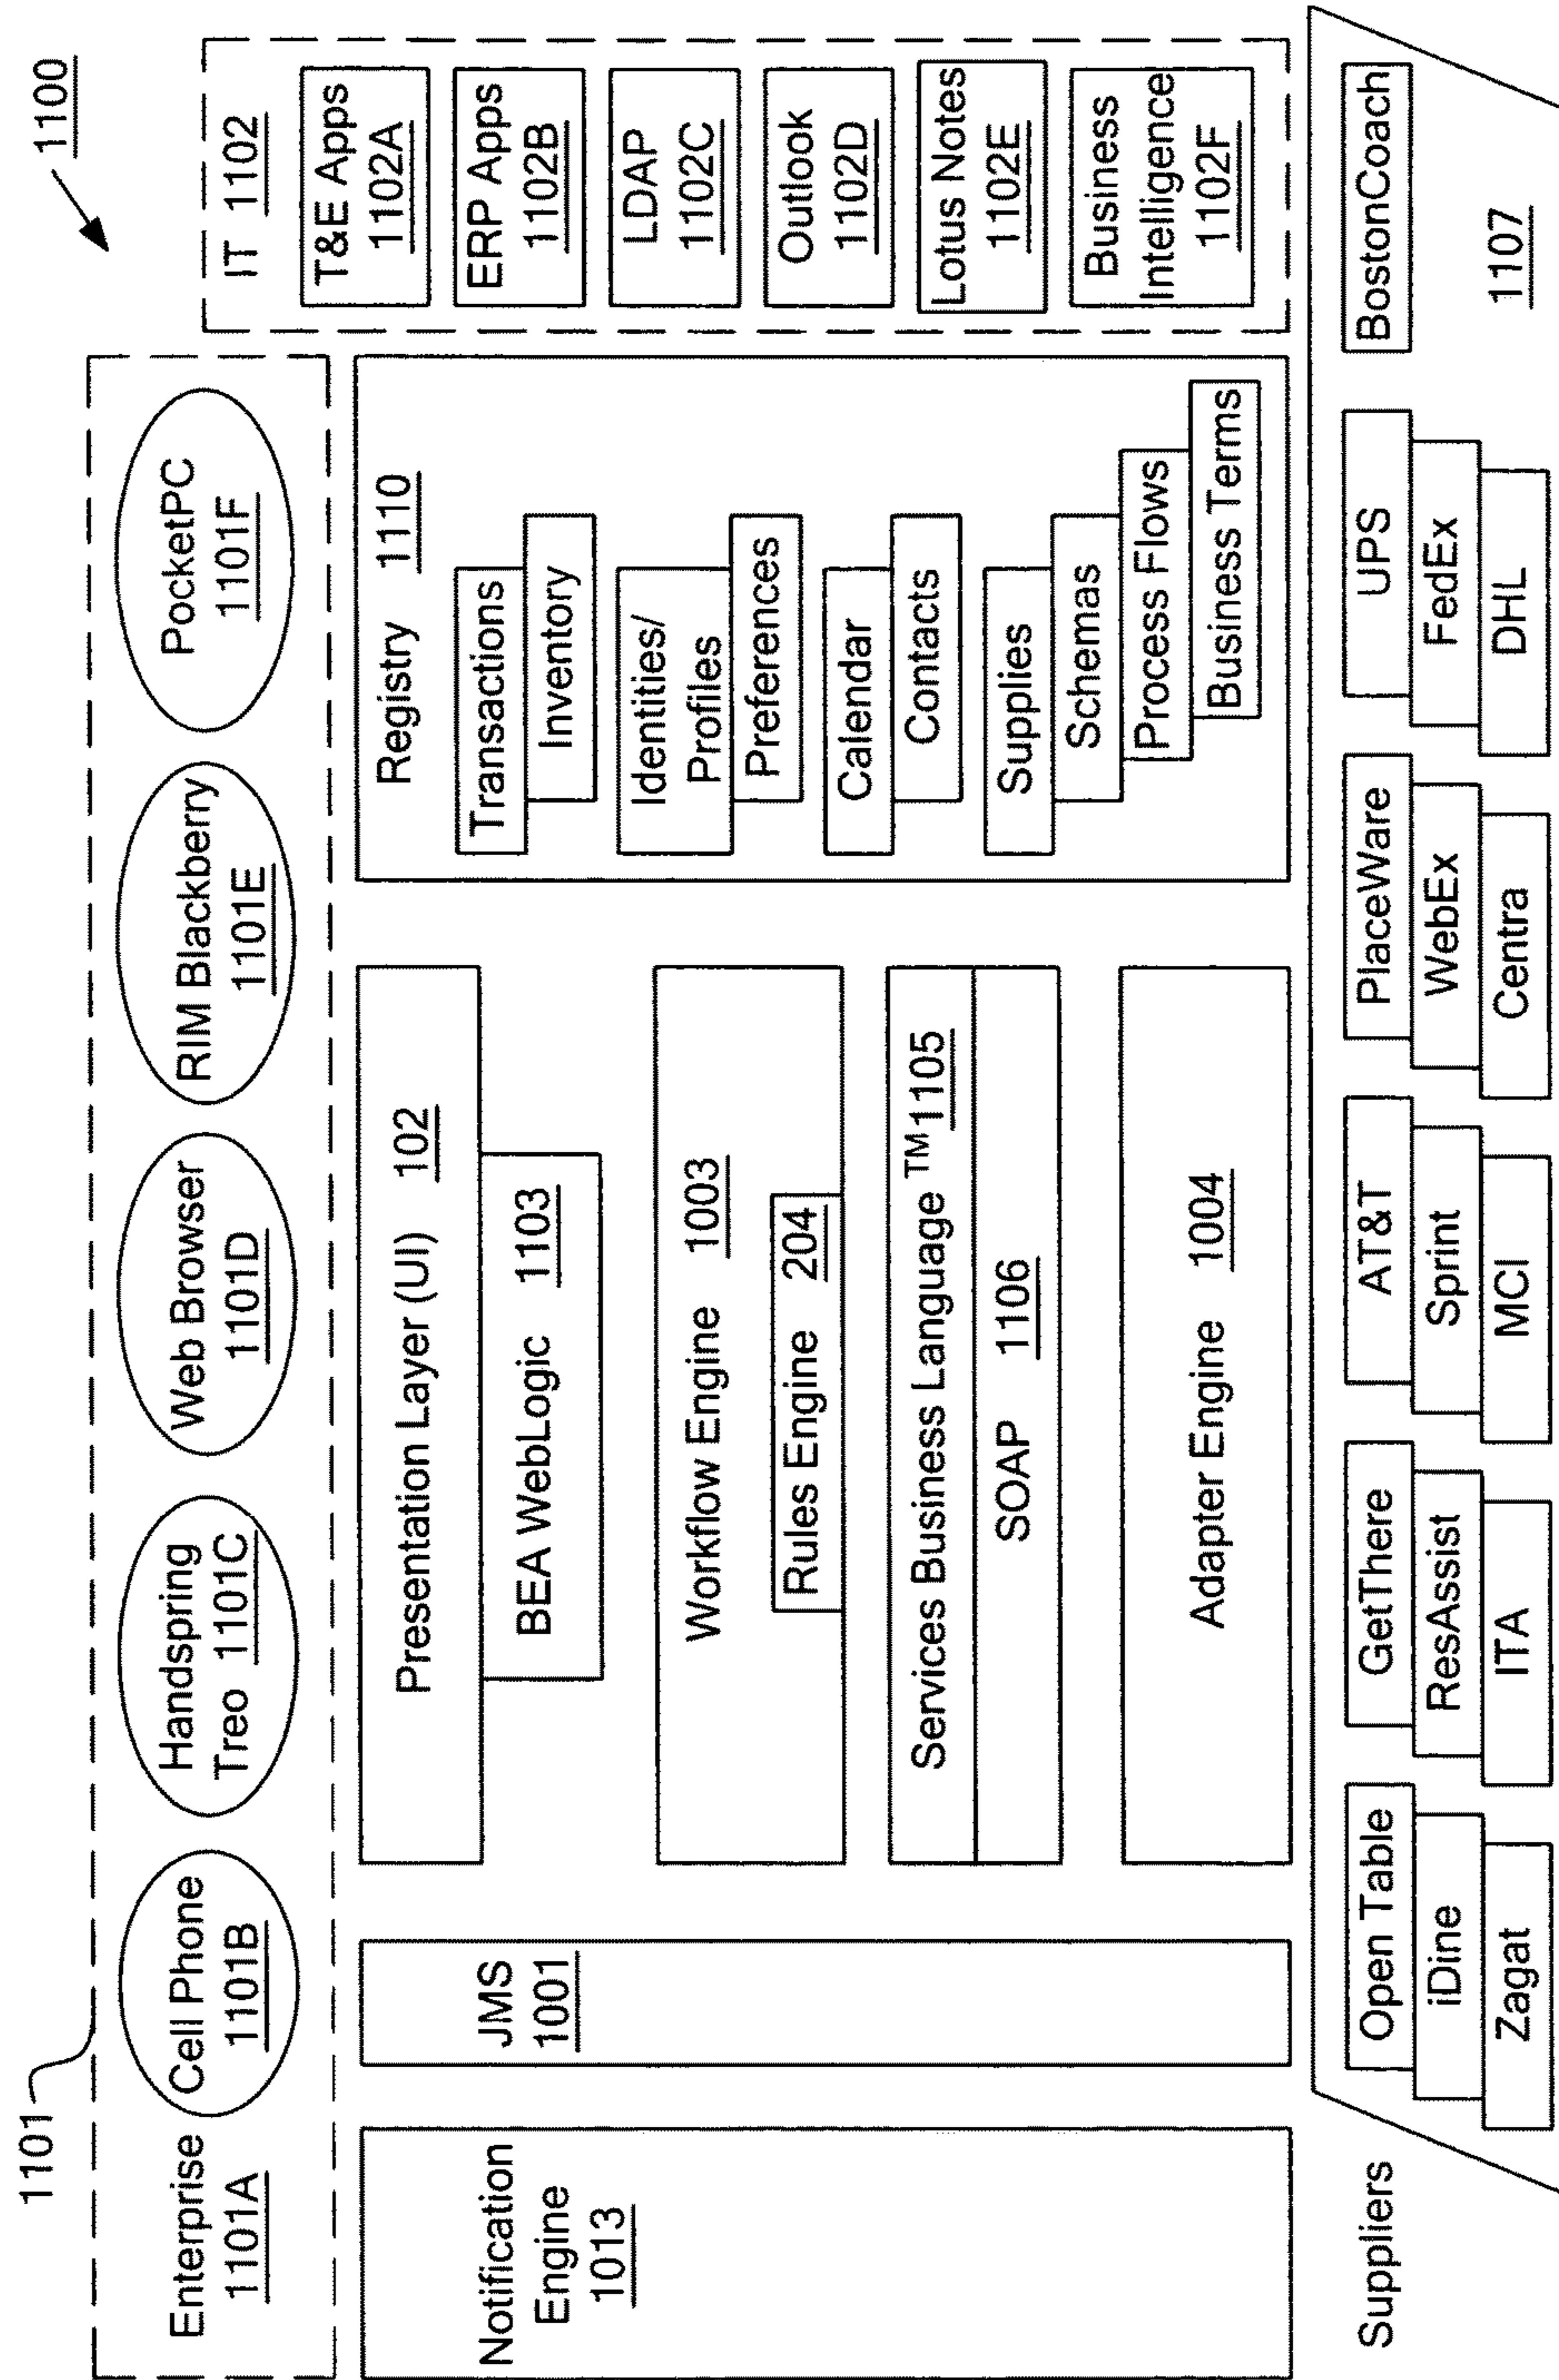 1100
1101
Enterprise
1101A
Cell Phone
1101B
Handspring
Treo 1101C
Web Browser
1101D
RIM Blackberry
1101E
PocketPC
1101F
IT 1102
T&E Apps
1102A
ERP Apps
1102B
LDAP
1102C
Outlook
1102D
Lotus Notes
1102E
Business
Intelligence
1102F
Notification
Engine
1013
JMS
1001
Presentation Layer (UI) 102
BEA WebLogic 1103
Workflow Engine 1003
Rules Engine 204
Services Business Language™ 1105
SOAP 1106
Adapter Engine 1004
Registry 1110
Transactions
Inventory
Identities/
Profiles
Preferences
Calendar
Contacts
Supplies
Schemas
Process Flows
Business Terms
Suppliers
Open Table
iDine
Zagat
GetThere
ResAssist
ITA
AT&T
Sprint
MCI
PlaceWare
WebEx
Centra
UPS
FedEx
DHL
BostonCoach
1107